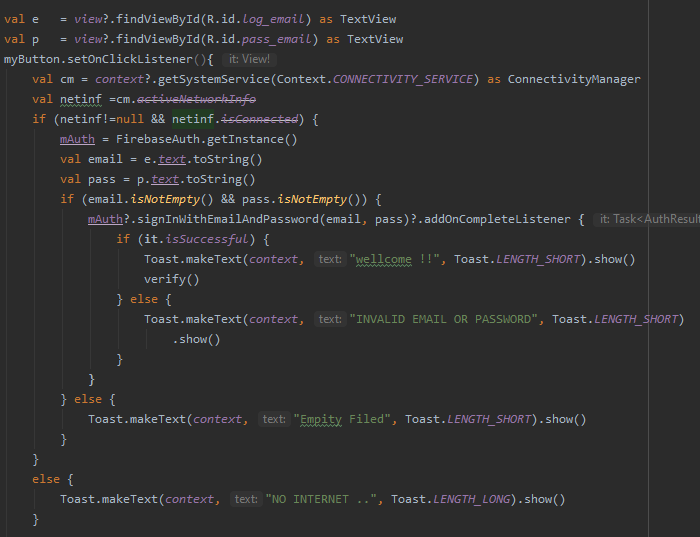 val e   = view?.findViewById(R.id.log_email) as TextView
val p   = view?.findViewById(R.id.pass_email) as TextView
myButton.setOnClickListener(){ it: View!
    val cm = context?.getSystemService(Context.CONNECTIVITY_SERVICE) as ConnectivityManager
    val netinf =cm.activeNetworkInfo
    if (netinf!=null && netinf.isConnected) {
        mAuth = FirebaseAuth.getInstance()
        val email = e.text.toString()
        val pass = p.text.toString()
        if (email.isNotEmpty() && pass.isNotEmpty()) {
            mAuth?.signInWithEmailAndPassword(email, pass)?.addOnCompleteListener { it: Task<AuthResult
                if (it.isSuccessful) {
                    Toast.makeText(context, text: "wellcome !!", Toast.LENGTH_SHORT).show()
                    verify()
                } else {
                    Toast.makeText(context, text: "INVALID EMAIL OR PASSWORD", Toast.LENGTH_SHORT)
                        .show()
                }
            }
        } else {
            Toast.makeText(context, text: "Empity Filed", Toast.LENGTH_SHORT).show()
        }
    }
    else {
        Toast.makeText(context, text: "NO INTERNET ..", Toast.LENGTH_LONG).show()
    }